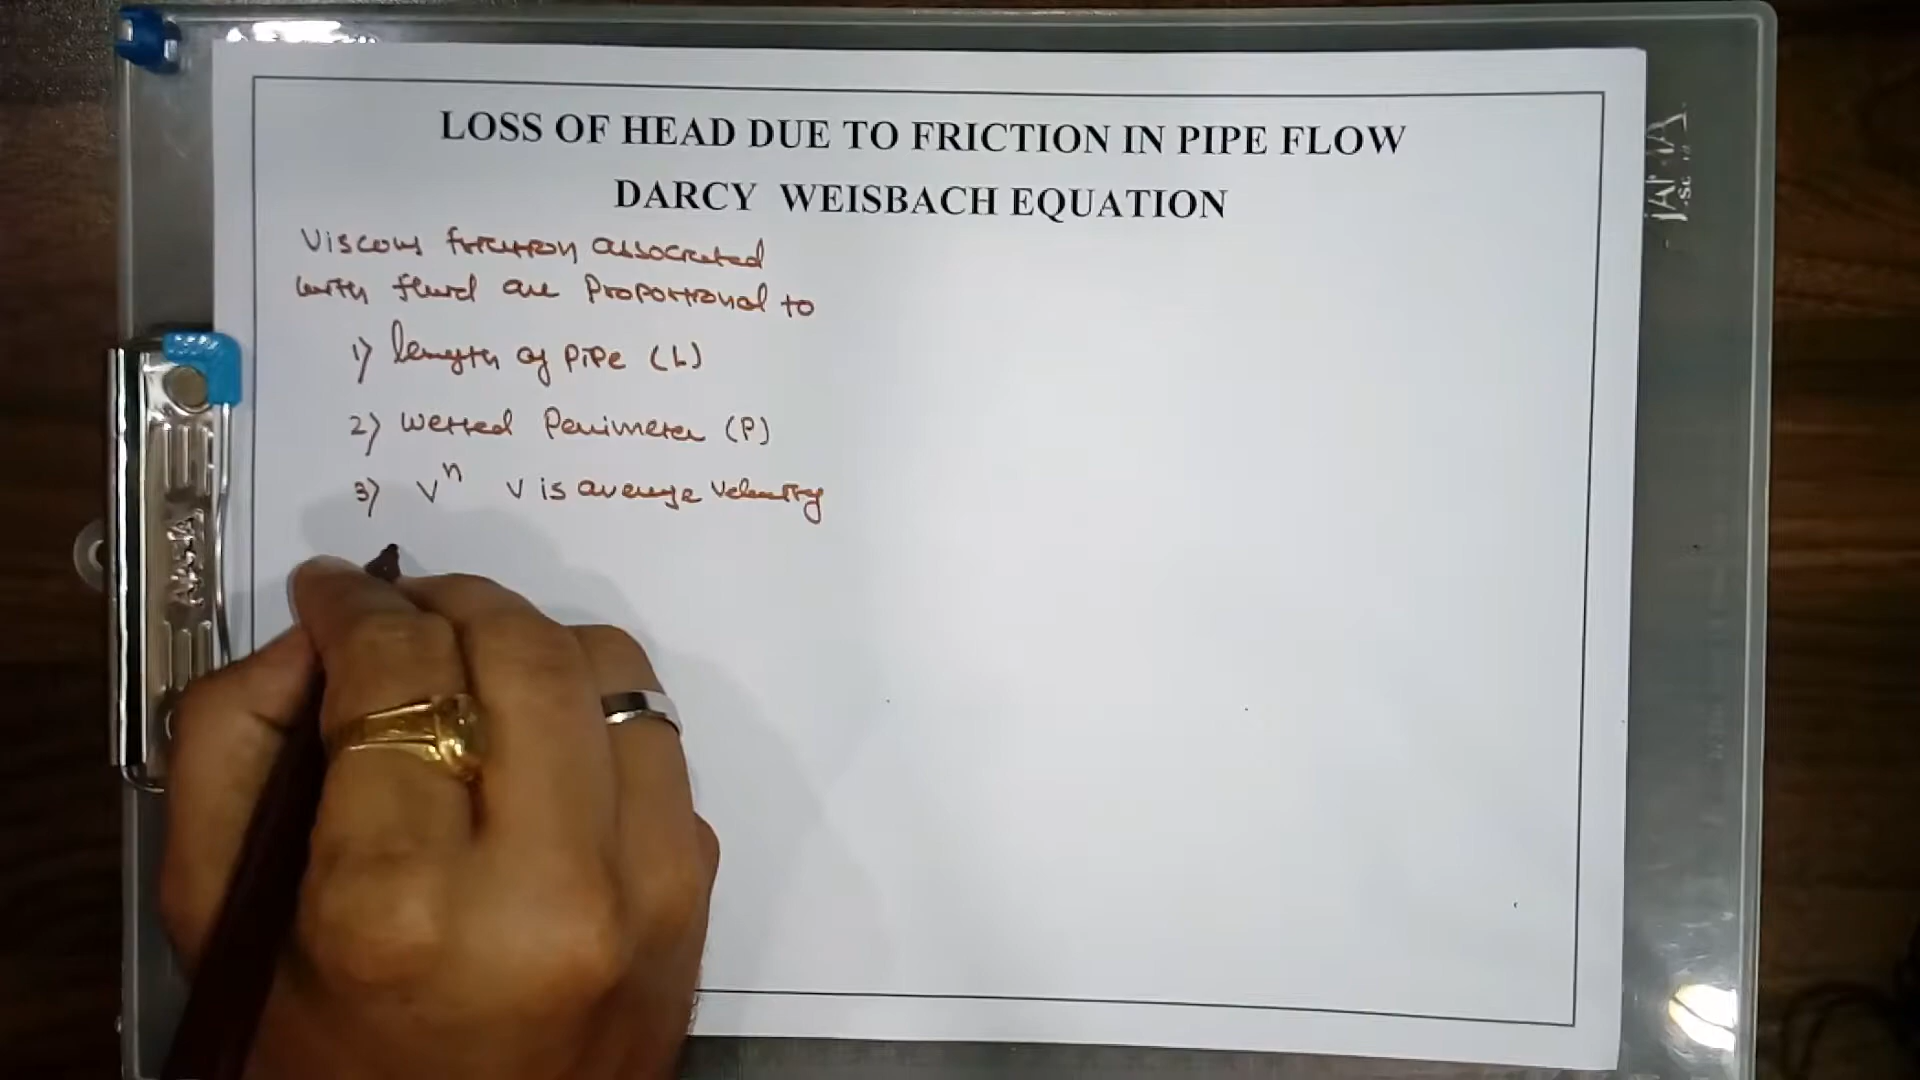 LOSS OF HEAD DUE TO FRICTION IN PIPE FLOW
DARCY WEISBACH EQUATION
Viscous friction associated
with fluid are Proportional to
1) length of PiPe (L)
2) Wetted Perimeter (P)
3) Vⁿ V is average velocity